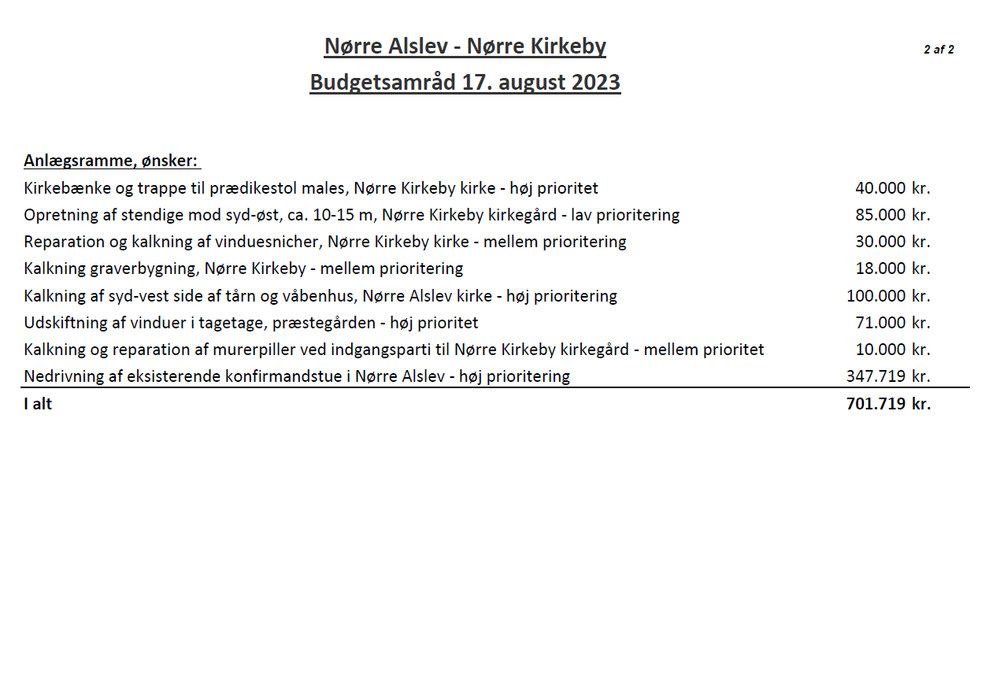 Nørre Alslev - Nørre Kirkeby
2 af 2
Budgetsamråd 17. august 2023
Anlægsramme, ønsker:
Kirkebænke og trappe til prædikestol males, Nørre Kirkeby kirke - høj prioritet 40.000 kr.
Opretning af stendige mod syd-øst, ca. 10-15 m, Nørre Kirkeby kirkegård - lav prioritering 85.000 kr.
Reparation og kalkning af vinduesnicher, Nørre Kirkeby kirke - mellem prioritering 30.000 kr.
Kalkning graverbygning, Nørre Kirkeby - mellem prioritering 18.000 kr.
Kalkning af syd-vest side af tårn og våbenhus, Nørre Alslev kirke - høj prioritering 100.000 kr.
Udskiftning af vinduer i tagetage, præstegården - høj prioritet 71.000 kr.
Kalkning og reparation af murerpiller ved indgangsparti til Nørre Kirkeby kirkegård - mellem prioritet 10.000 kr.
Nedrivning af eksisterende konfirmandstue i Nørre Alslev - høj prioritering 347.719 kr.
I alt 701.719 kr.